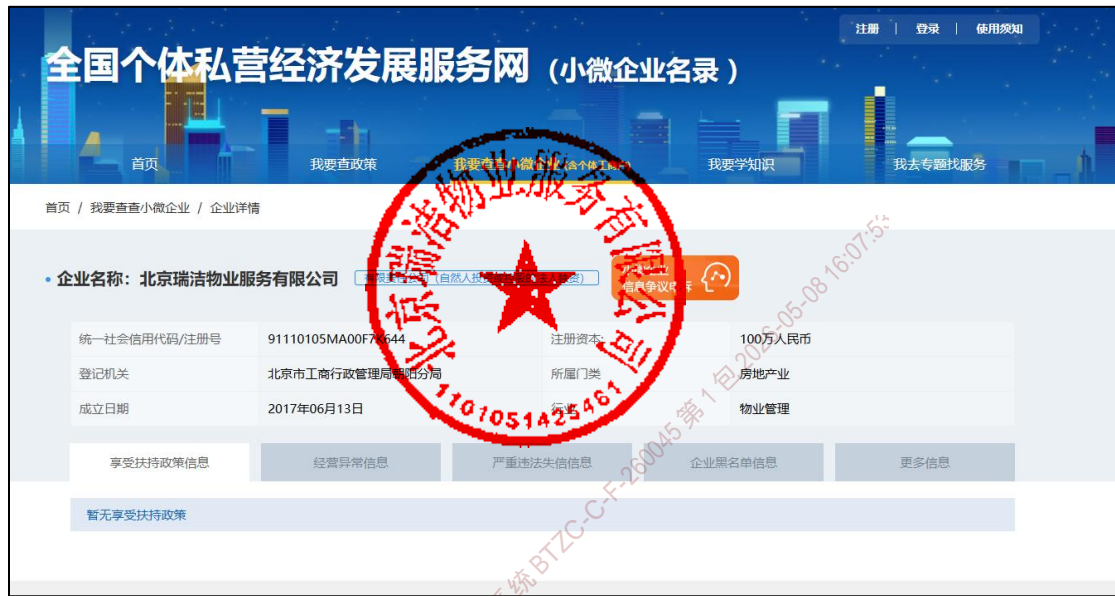 注册 | 登录 | 使用须知
全国个体私营经济发展服务网（小微企业名录）
首页 我要查政策 我要查查小微企业（含个体工商户） 我要学知识 我去专题找服务
首页 / 我要查查小微企业 / 企业详情
• 企业名称：北京瑞洁物业服务有限公司
信息争议申诉
统一社会信用代码/注册号 91110105MA00F7X644 注册资本: 100万人民币
登记机关 北京市工商行政管理局朝阳分局 所属门类 房地产业
成立日期 2017年06月13日 行业 物业管理
享受扶持政策信息 经营异常信息 严重违法失信信息 企业黑名单信息 更多信息
暂无享受扶持政策
北京瑞洁物业服务有限公司
1101051425461
系统 BTZC-C-F-260045 第 1 包 2026-05-08 16:07:5